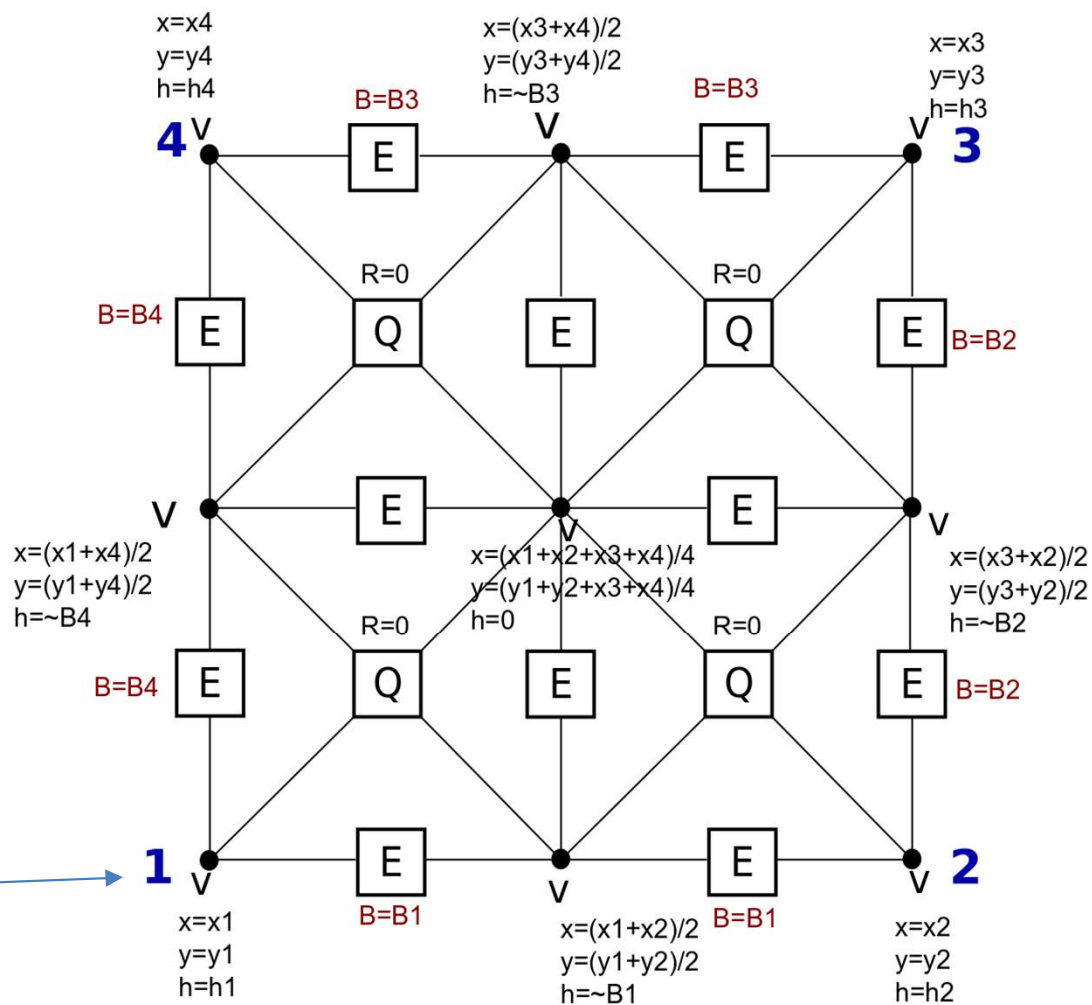 x=x4
y=y4
h=h4
x=(x3+x4)/2
y=(y3+y4)/2
h=~B3
x=x3
y=y3
h=h3
B=B3
B=B3
4
V
V
V
3
E
E
R=0
R=0
B=B4
E
Q
E
Q
E
B=B2
V
E
V
E
V
x=(x1+x4)/2
y=(y1+y4)/2
h=~B4
x=(x1+x2+x3+x4)/4
y=(y1+y2+x3+x4)/4
h=0
x=(x3+x2)/2
y=(y3+y2)/2
h=~B2
R=0
R=0
B=B4
E
Q
E
Q
E
B=B2
1
V
E
V
E
V
2
B=B1
B=B1
x=x1
y=y1
h=h1
x=(x1+x2)/2
y=(y1+y2)/2
h=~B1
x=x2
y=y2
h=h2